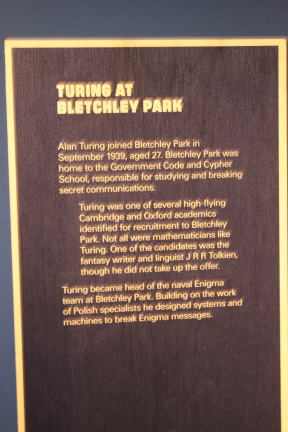 TURING AT
BLETCHLEY PARK
Alan Turing joined Bletchley Park in
September 1939, aged 27. Bletchley Park was
home to the Government Code and Cypher
School, responsible for studying and breaking
secret communications.
Turing was one of several high-flying
Cambridge and Oxford academics
identified for recruitment to Bletchley
Park. Not all were mathematicians like
Turing. One of the candidates was the
fantasy writer and linguist J R R Tolkien,
though he did not take up the offer.
Turing became head of the naval Enigma
team at Bletchley Park. Building on the work
of Polish specialists he designed systems and
machines to break Enigma messages.